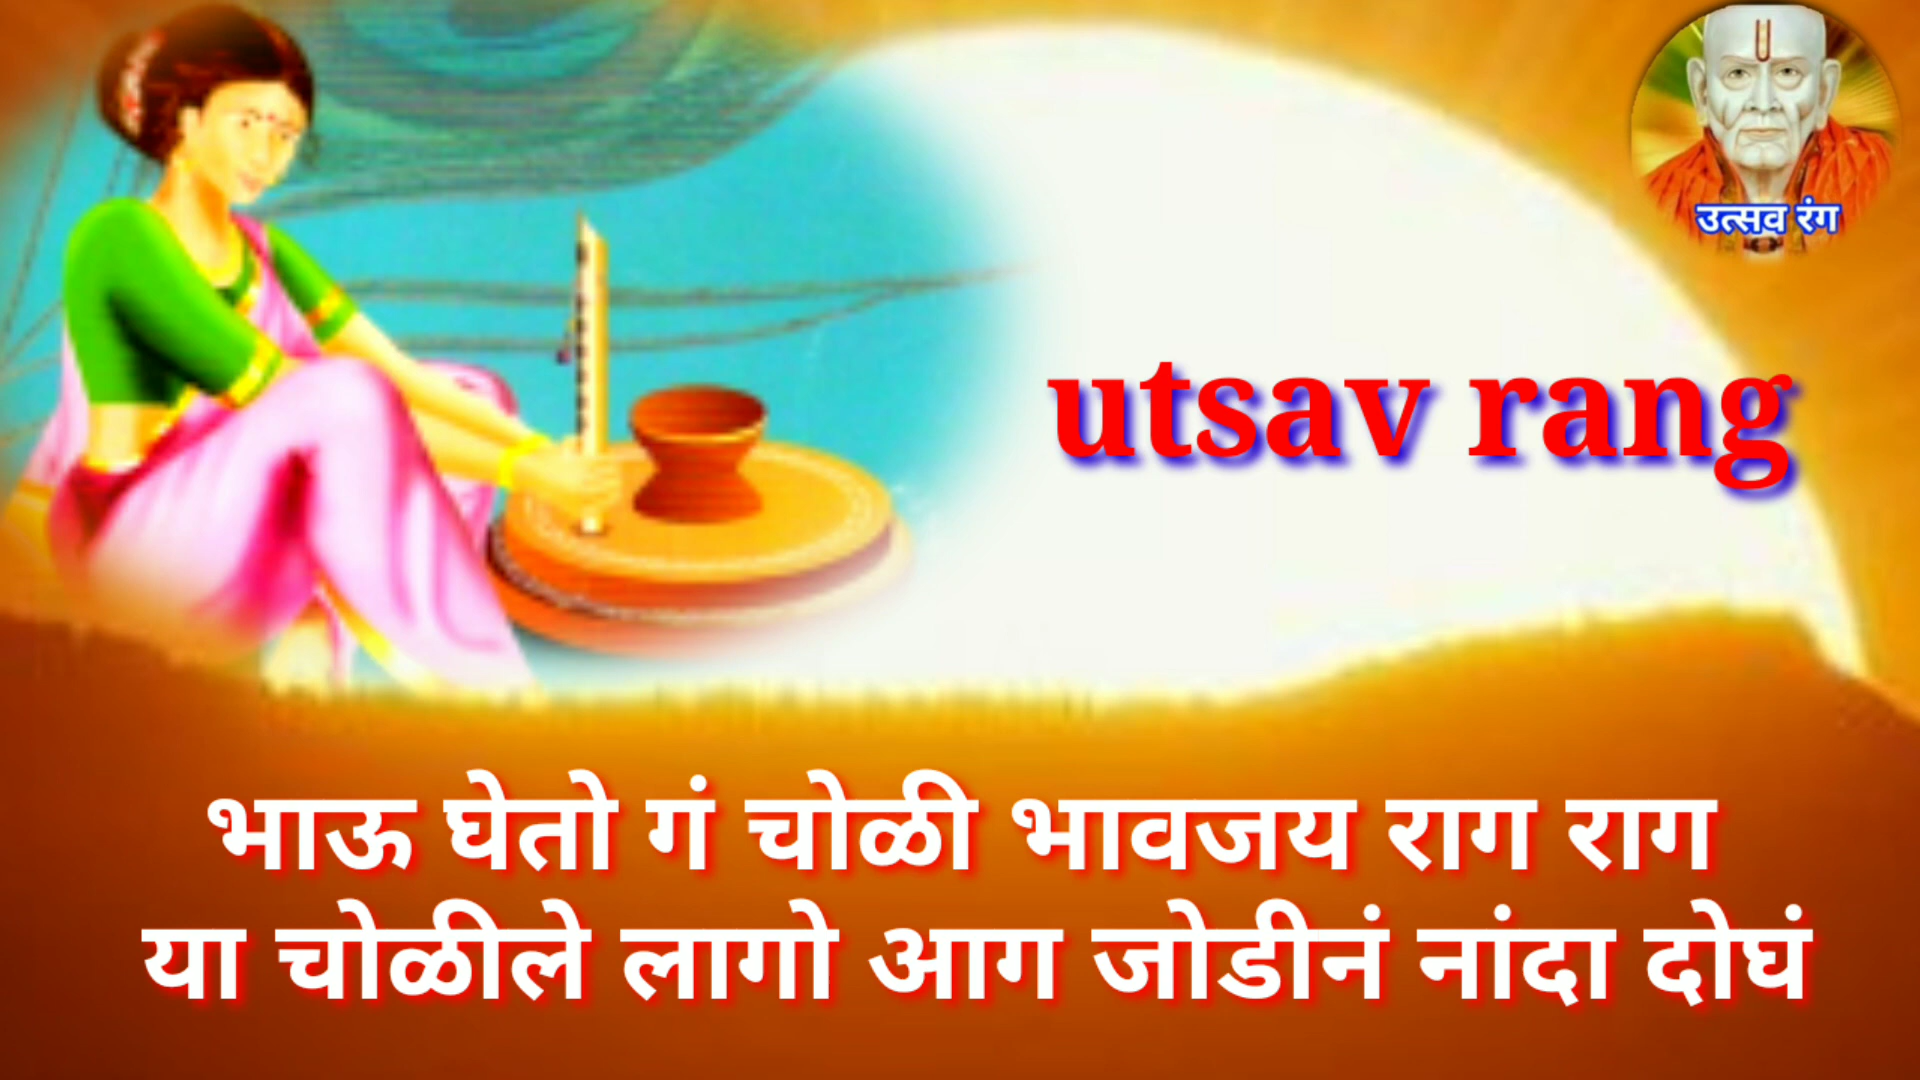 उत्सव रंग
utsav rang
भाऊ घेतो गं चोळी भावजय राग राग
या चोळीले लागो आग जोडीनं नांदा दोघं